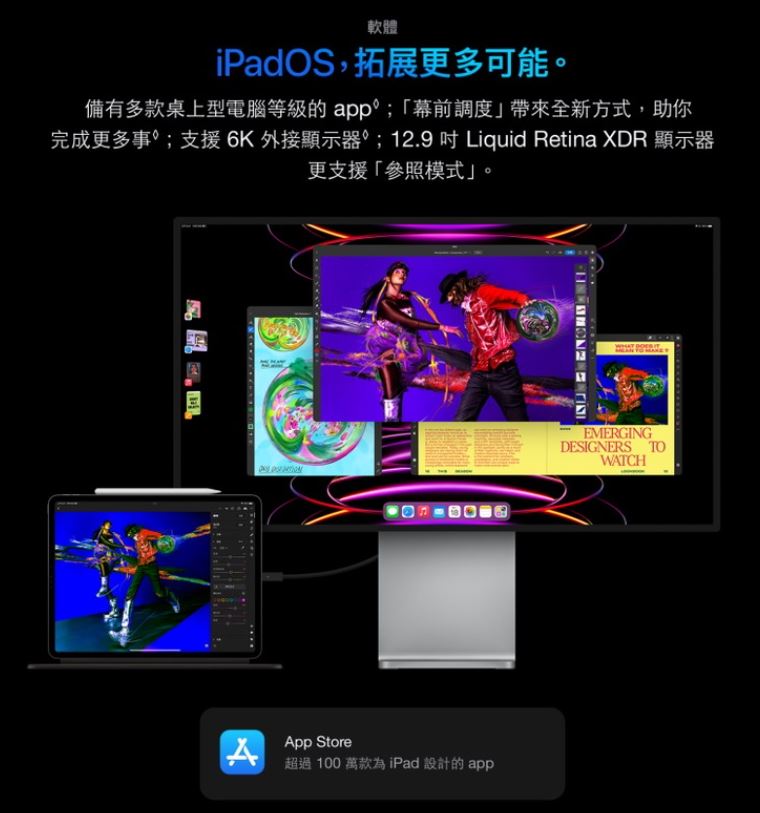 軟體
iPadOS，拓展更多可能。
備有多款桌上型電腦等級的 app◊；「幕前調度」帶來全新方式，助你
完成更多事◊；支援 6K 外接顯示器◊；12.9 吋 Liquid Retina XDR 顯示器
更支援「參照模式」。
WHAT DOES IT
MEAN TO MAKE ?
EMERGING
DESIGNERS TO
WATCH
THIS SEASON
LOOKBOOK
18
App Store
超過 100 萬款為 iPad 設計的 app